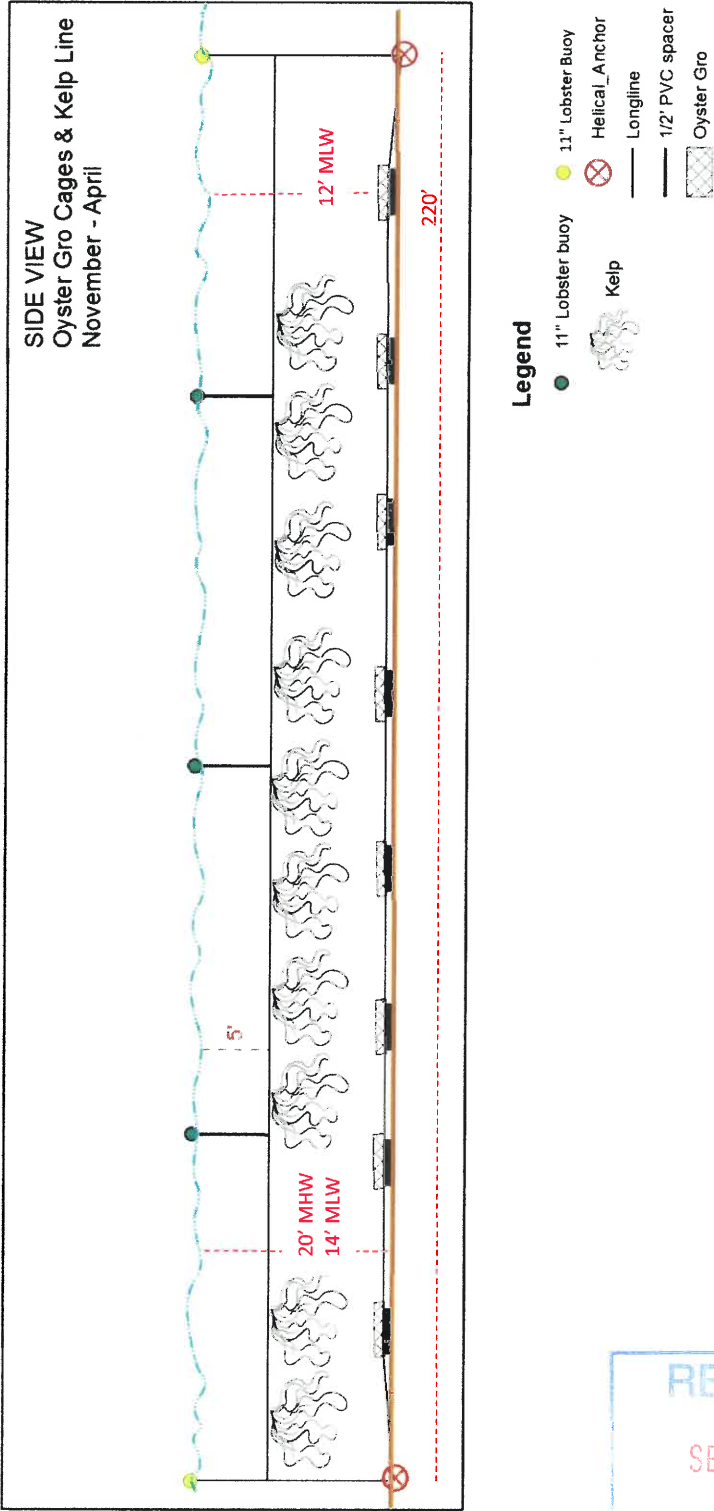 SIDE VIEW
Oyster Gro Cages & Kelp Line
November - April
5'
20' MHW
14' MLW
12' MLW
220'
Legend
11" Lobster buoy
Kelp
11" Lobster Buoy
Helical_Anchor
Longline
1/2' PVC spacer
Oyster Gro